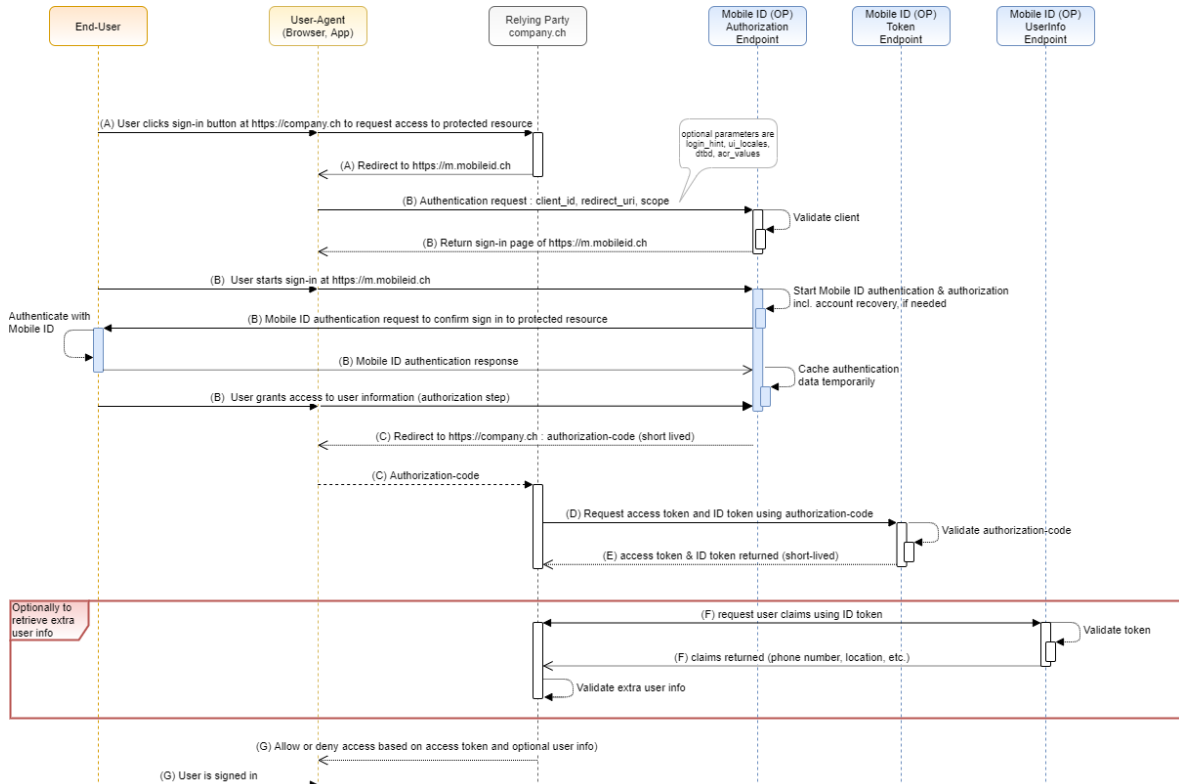 End-User
User-Agent
(Browser, App)
Relying Party
company.ch
Mobile ID (OP)
Authorization
Endpoint
Mobile ID (OP)
Token
Endpoint
Mobile ID (OP)
UserInfo
Endpoint
(A) User clicks sign-in button at https://company.ch to request access to protected resource
optional parameters are
login_hint, ui_locales,
dtbd, acr_values
(A) Redirect to https://m.mobileid.ch
(B) Authentication request : client_id, redirect_uri, scope
Validate client
(B) Return sign-in page of https://m.mobileid.ch
(B) User starts sign-in at https://m.mobileid.ch
Start Mobile ID authentication & authorization
incl. account recovery, if needed
Authenticate with
Mobile ID
(B) Mobile ID authentication request to confirm sign in to protected resource
(B) Mobile ID authentication response
Cache authentication
data temporarily
(B) User grants access to user information (authorization step)
(C) Redirect to https://company.ch : authorization-code (short lived)
(C) Authorization-code
(D) Request access token and ID token using authorization-code
Validate authorization-code
(E) access token & ID token returned (short-lived)
Optionally to
retrieve extra
user info
(F) request user claims using ID token
Validate token
(F) claims returned (phone number, location, etc.)
Validate extra user info
(G) Allow or deny access based on access token and optional user info)
(G) User is signed in